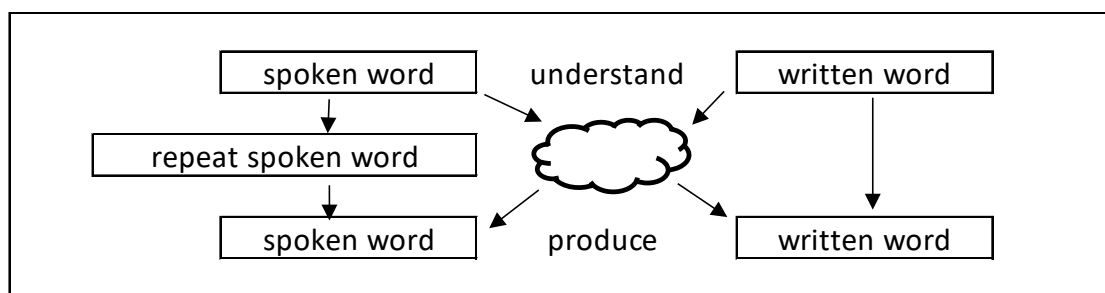 spoken word
understand
written word
repeat spoken word
spoken word
produce
written word